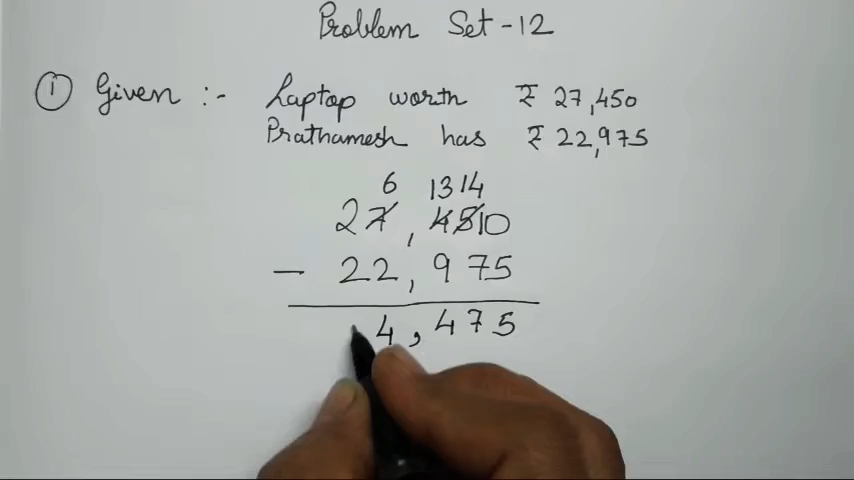 Problem Set-12
① Given :- Laptop worth ₹ 27,450
Prathamesh has ₹ 22,975
6 13 14
27,4510
- 22,975
4,475